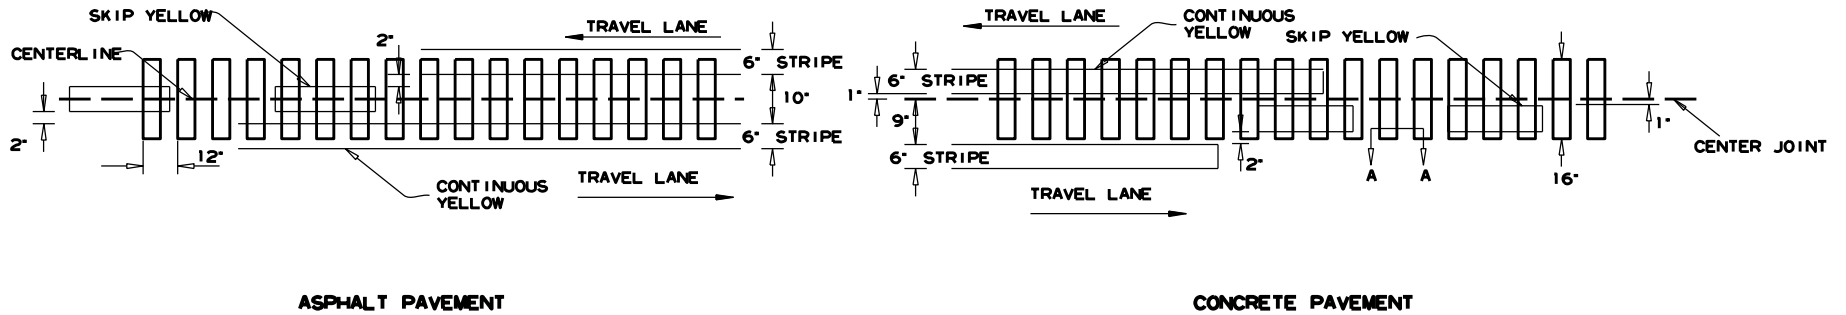 SKIP YELLOW
CENTERLINE
2"
TRAVEL LANE
6" STRIPE
10"
6" STRIPE
2"
12"
CONTINUOUS
YELLOW
TRAVEL LANE
ASPHALT PAVEMENT
TRAVEL LANE
CONTINUOUS
YELLOW
SKIP YELLOW
6" STRIPE
1"
9"
6" STRIPE
2"
A
A
16"
1"
CENTER JOINT
TRAVEL LANE
CONCRETE PAVEMENT